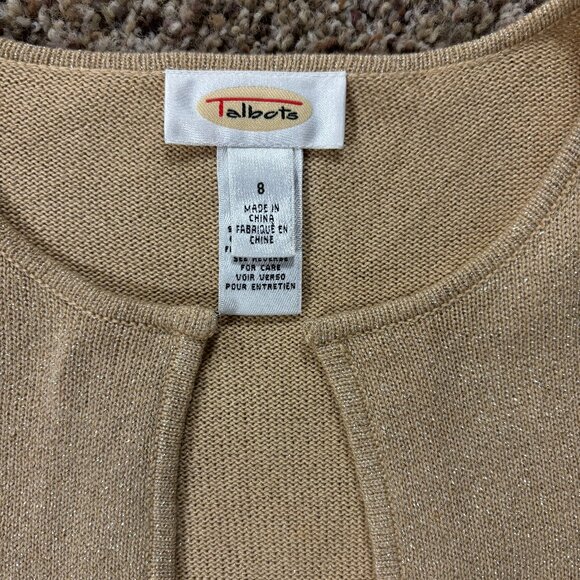 Talbots
8
MADE IN
CHINA
FABRIQUÉ EN
CHINE
SEE REVERSE
FOR CARE
VOIR VERSO
POUR ENTRETIEN